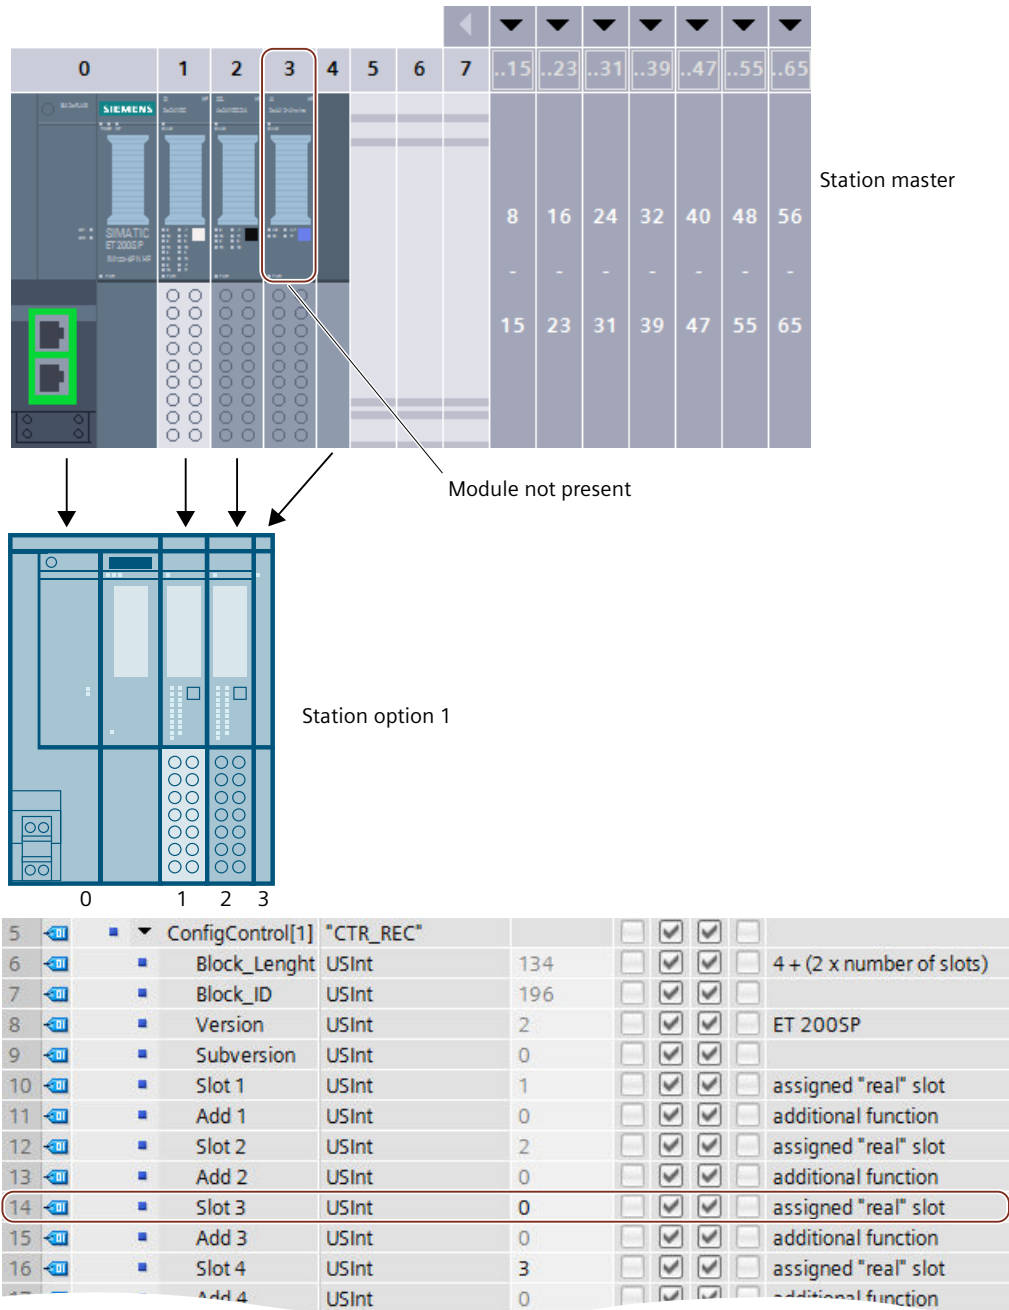 0 1 2 3 4 5 6 7 ..15 ..23 ..31 ..39 ..47 ..55 ..65
SIEMENS
SIMATIC
ET 200SP
8 16 24 32 40 48 56
- - - - - - -
15 23 31 39 47 55 65
Station master
Module not present
Station option 1
0 1 2 3
5 ConfigControl[1] "CTR_REC"
6 Block_Lenght USInt 134 4 + (2 x number of slots)
7 Block_ID USInt 196
8 Version USInt 2 ET 200SP
9 Subversion USInt 0
10 Slot 1 USInt 1 assigned "real" slot
11 Add 1 USInt 0 additional function
12 Slot 2 USInt 2 assigned "real" slot
13 Add 2 USInt 0 additional function
14 Slot 3 USInt 0 assigned "real" slot
15 Add 3 USInt 0 additional function
16 Slot 4 USInt 3 assigned "real" slot
17 Add 4 USInt 0 additional function